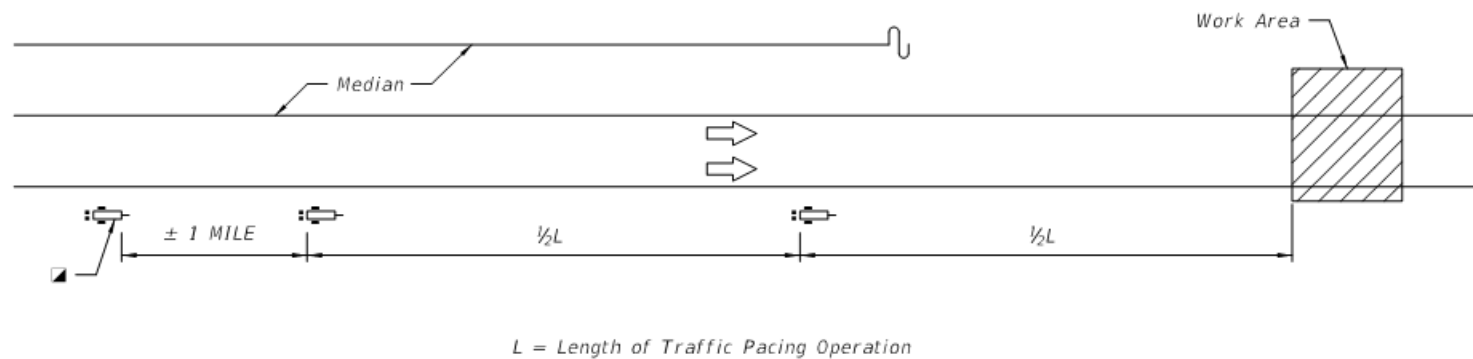 Work Area
Median
± 1 MILE
½L
½L
L = Length of Traffic Pacing Operation